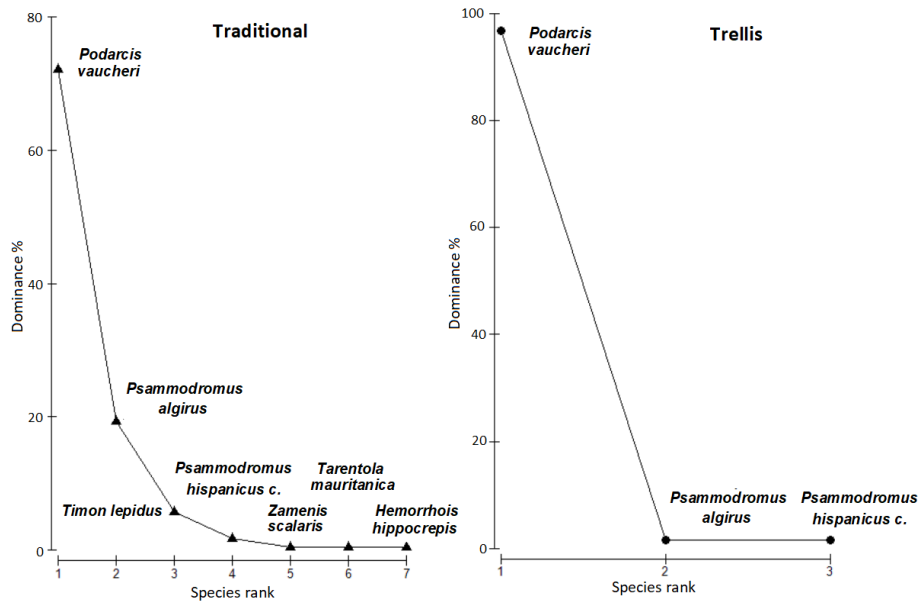 Traditional
80
60
40
20
0
Dominance %
Podarcis
vaucheri
Psammodromus
algirus
Timon lepidus
Psammodromus
hispanicus c.
Zamenis
scalaris
Tarentola
mauritanica
Hemorrhois
hippocrepis
1 2 3 4 5 6 7
Species rank
Trellis
100
80
60
40
20
0
Dominance %
Podarcis
vaucheri
Psammodromus
algirus
Psammodromus
hispanicus c.
1 2 3
Species rank